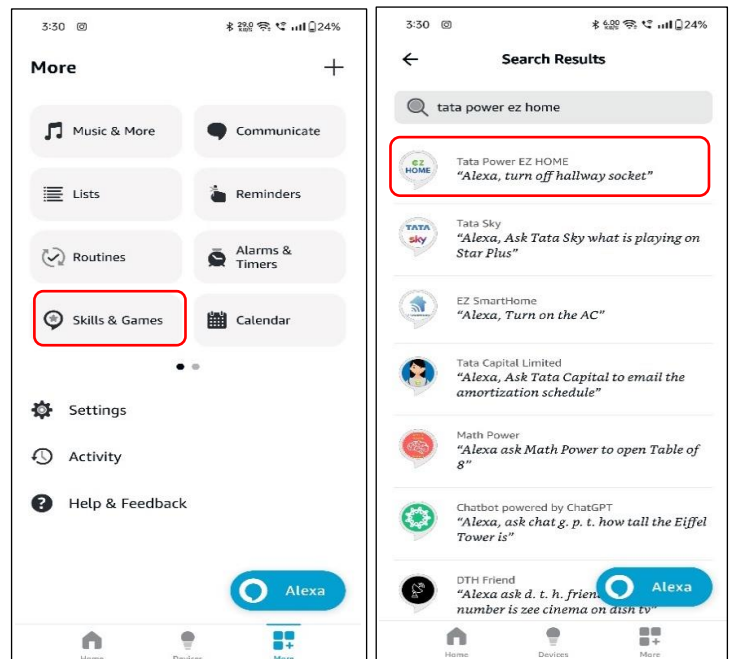 3:30
24%
More
+
Music & More
Communicate
Lists
Reminders
Routines
Alarms &
Timers
Skills & Games
Calendar
Settings
Activity
Help & Feedback
Alexa
Home
Devices
More
3:30
24%
Search Results
tata power ez home
EZ
HOME
Tata Power EZ HOME
“Alexa, turn off hallway socket”
TATA
sky
Tata Sky
“Alexa, Ask Tata Sky what is playing on
Star Plus”
EZ SmartHome
“Alexa, Turn on the AC”
Tata Capital Limited
“Alexa, Ask Tata Capital to email the
amortization schedule”
Math Power
“Alexa ask Math Power to open Table of
8”
Chatbot powered by ChatGPT
“Alexa, ask chat g. p. t. how tall the Eiffel
Tower is”
DTH Friend
“Alexa ask d. t. h.
number is zee cinema on dish tv”
Alexa
Home
Devices
More